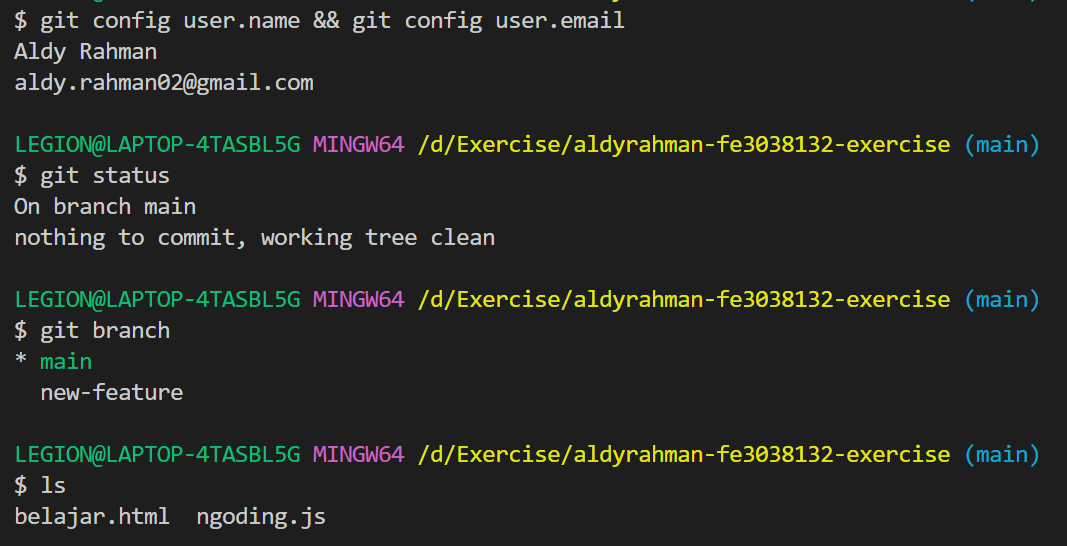 $ git config user.name && git config user.email
Aldy Rahman
aldy.rahman02@gmail.com
LEGION@LAPTOP-4TASBL5G MINGW64 /d/Exercise/aldyrahman-fe3038132-exercise (main)
$ git status
On branch main
nothing to commit, working tree clean
LEGION@LAPTOP-4TASBL5G MINGW64 /d/Exercise/aldyrahman-fe3038132-exercise (main)
$ git branch
* main
  new-feature
LEGION@LAPTOP-4TASBL5G MINGW64 /d/Exercise/aldyrahman-fe3038132-exercise (main)
$ ls
belajar.html  ngoding.js